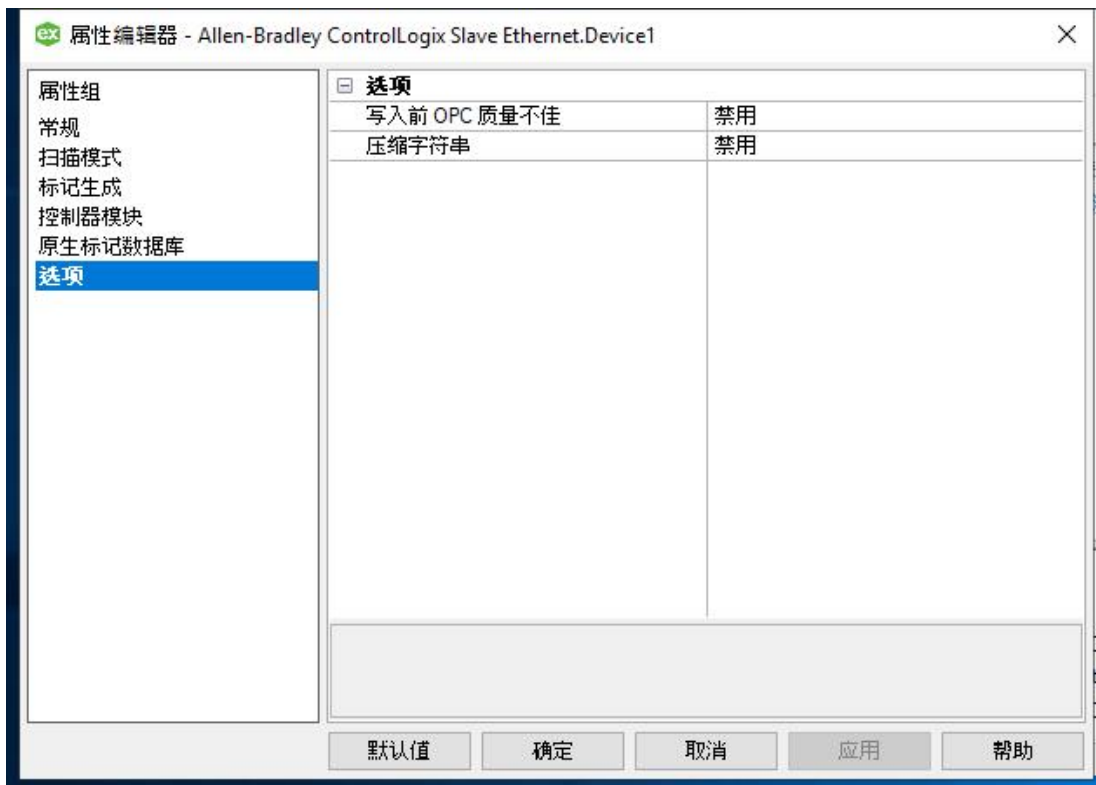 ex 属性编辑器 - Allen-Bradley ControlLogix Slave Ethernet.Device1
属性组
常规
扫描模式
标记生成
控制器模块
原生标记数据库
选项
选项
写入前 OPC 质量不佳 禁用
压缩字符串 禁用
默认值 确定 取消 应用 帮助